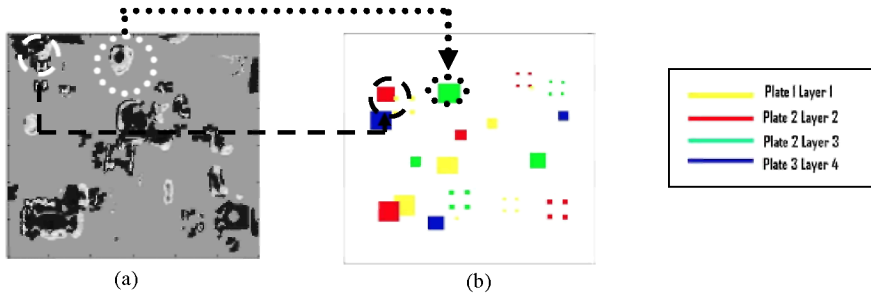 Plate 1 Layer 1
Plate 2 Layer 2
Plate 2 Layer 3
Plate 3 Layer 4
(a)
(b)